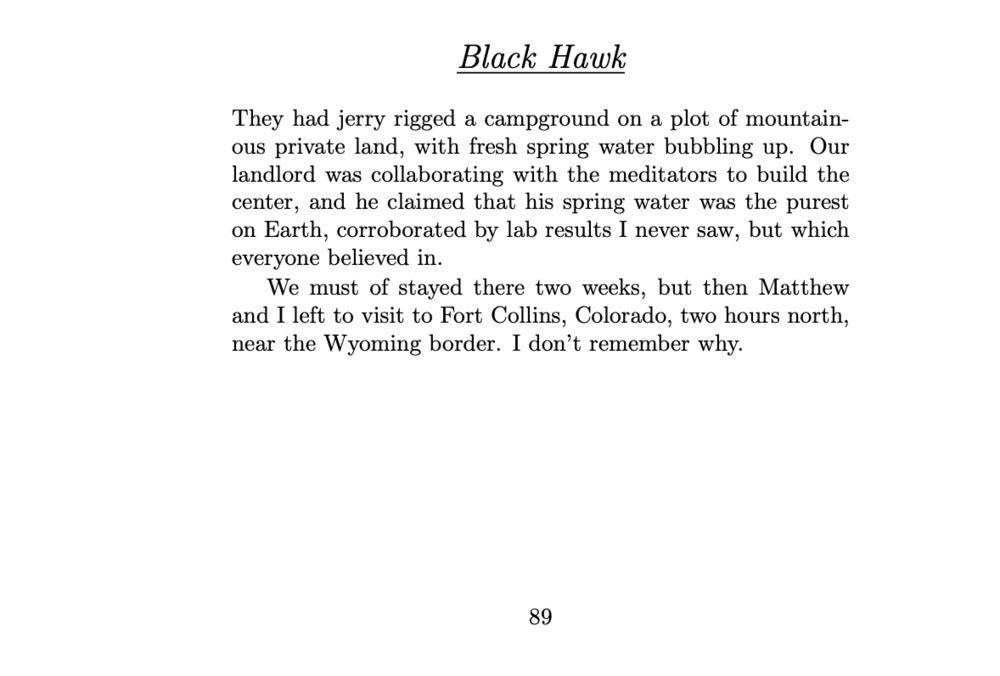 Black Hawk
They had jerry rigged a campground on a plot of mountain-
ous private land, with fresh spring water bubbling up. Our
landlord was collaborating with the meditators to build the
center, and he claimed that his spring water was the purest
on Earth, corroborated by lab results I never saw, but which
everyone believed in.
We must of stayed there two weeks, but then Matthew
and I left to visit to Fort Collins, Colorado, two hours north,
near the Wyoming border. I don’t remember why.
89